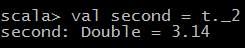 scala> val second = t._2
second: Double = 3.14